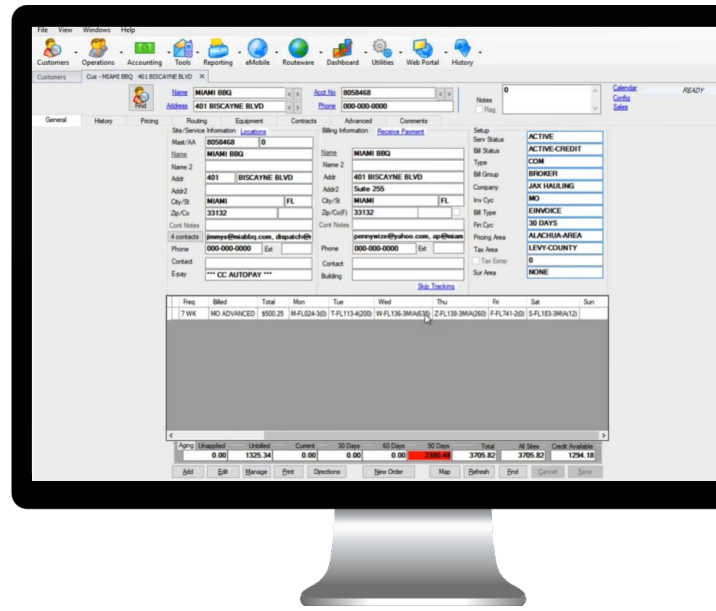 File View Windows Help
Customers Operations Accounting Tools Reporting eMobile Routeware Dashboard Utilities Web Portal History
Customers Cus - MIAMI BBQ 401 BISCAYNE BLVD
Find
Name MIAMI BBQ < > Acct No 8058468 < > Notes 0 Calendar READY
Address 401 BISCAYNE BLVD Phone 000-000-0000 Flag Config
Sales
General History Pricing Routing Equipment Contracts Advanced Comments
Site/Service Information Locations Billing Information Receive Payment Setup
Mast/AA 8058468 0 Serv Status ACTIVE
Name MIAMI BBQ Name MIAMI BBQ Bill Status ACTIVE-CREDIT
Name 2 Name 2 Type COM
Addr 401 BISCAYNE BLVD Addr 401 BISCAYNE BLVD Bill Group BROKER
Addr2 Addr2 Suite 255 Company JAX HAULING
City/St MIAMI FL City/St MIAMI FL Inv Cyc MO
Zip/Co 33132 Zip/Co(F) 33132 Bill Type EINVOICE
Cont Notes Cont Notes Fin Cyc 30 DAYS
4 contacts jimmys@miabbq.com, dispatch@ pennywize@yahoo.com, ap@miam Pricing Area ALACHUA-AREA
Phone 000-000-0000 Ext Phone 000-000-0000 Ext Tax Area LEVY-COUNTY
Contact Contact Tax Exmp 0
E-pay *** CC AUTOPAY *** Building Sur Area NONE
Skip Tracking
Freq Billed Total Mon Tue Wed Thu Fri Sat Sun
7 WK MO ADVANCED $500.25 M-FL024-3(0) T-FL113-4(200) W-FL136-3MIA(635) Z-FL138-3MIA(260) F-FL741-2(0) S-FL183-3MIA(12)
Aging Unapplied Unbilled Current 30 Days 60 Days 90 Days Total All Sites Credit Available
0.00 1325.34 0.00 0.00 0.00 2380.48 3705.82 3705.82 1294.18
Add Edit Manage Print Directions New Order Map Refresh Find Cancel Save